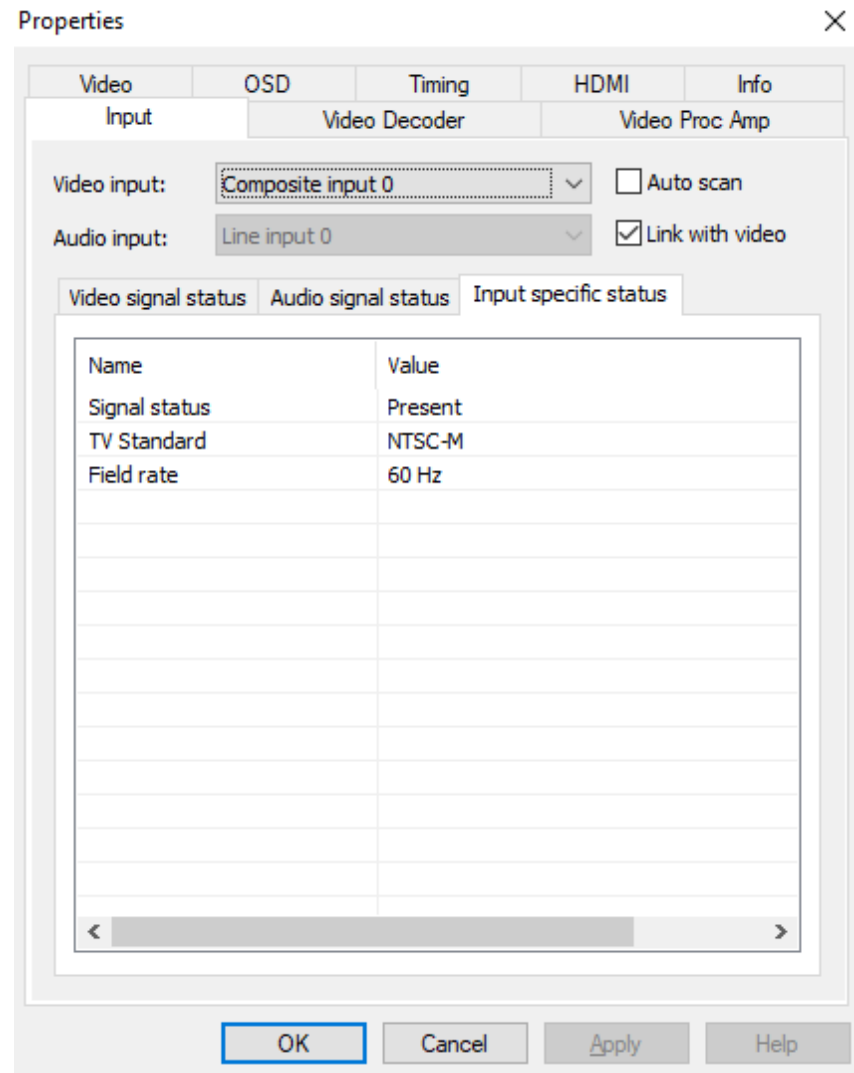 Properties
Video OSD Timing HDMI Info
Input Video Decoder Video Proc Amp
Video input: Composite input 0 Auto scan
Audio input: Line input 0 Link with video
Video signal status Audio signal status Input specific status
Name Value
Signal status Present
TV Standard NTSC-M
Field rate 60 Hz
OK Cancel Apply Help